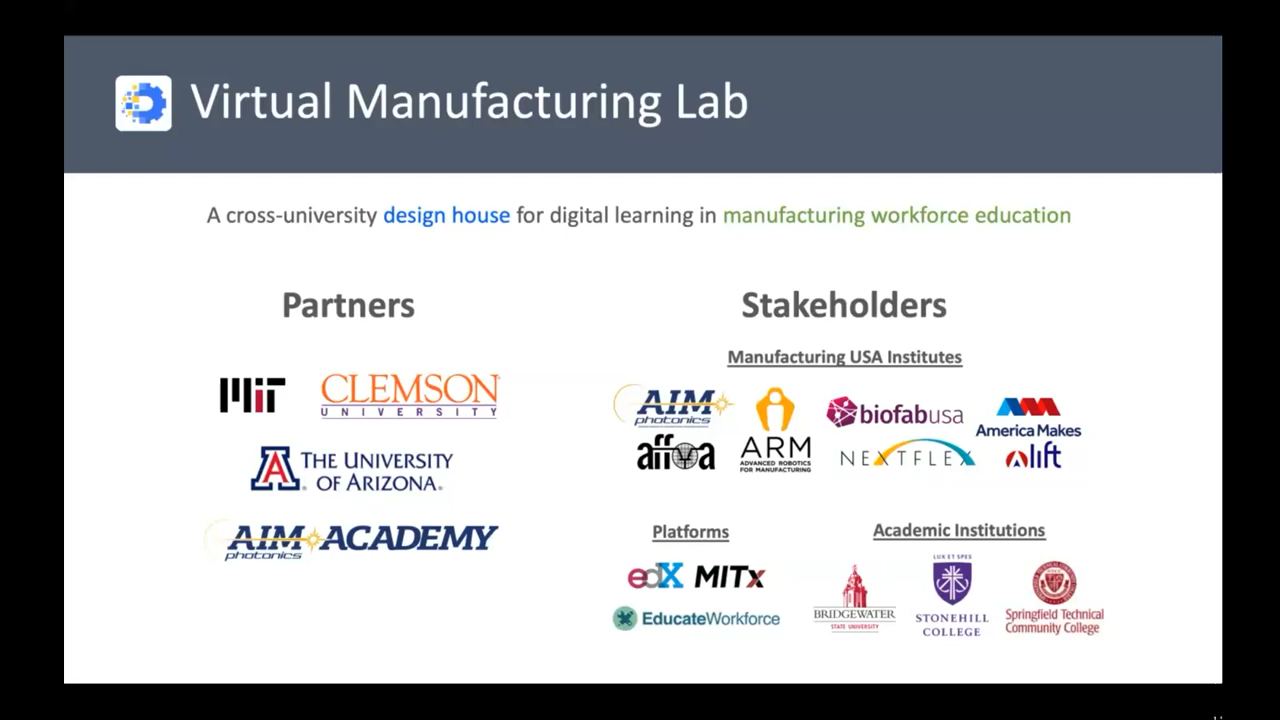 Virtual Manufacturing Lab
A cross-university design house for digital learning in manufacturing workforce education
Partners
MIT
CLEMSON
UNIVERSITY
THE UNIVERSITY
OF ARIZONA.
AIM ACADEMY
photonics
Stakeholders
Manufacturing USA Institutes
AIM
photonics
affoa
ARM
ADVANCED ROBOTICS
FOR MANUFACTURING
biofabusa
NEXTFLEX
America Makes
lift
Platforms
edX MITx
EducateWorkforce
Academic Institutions
BRIDGEWATER
STATE UNIVERSITY
LUX ET SPES
STONEHILL
COLLEGE
Springfield Technical
Community College